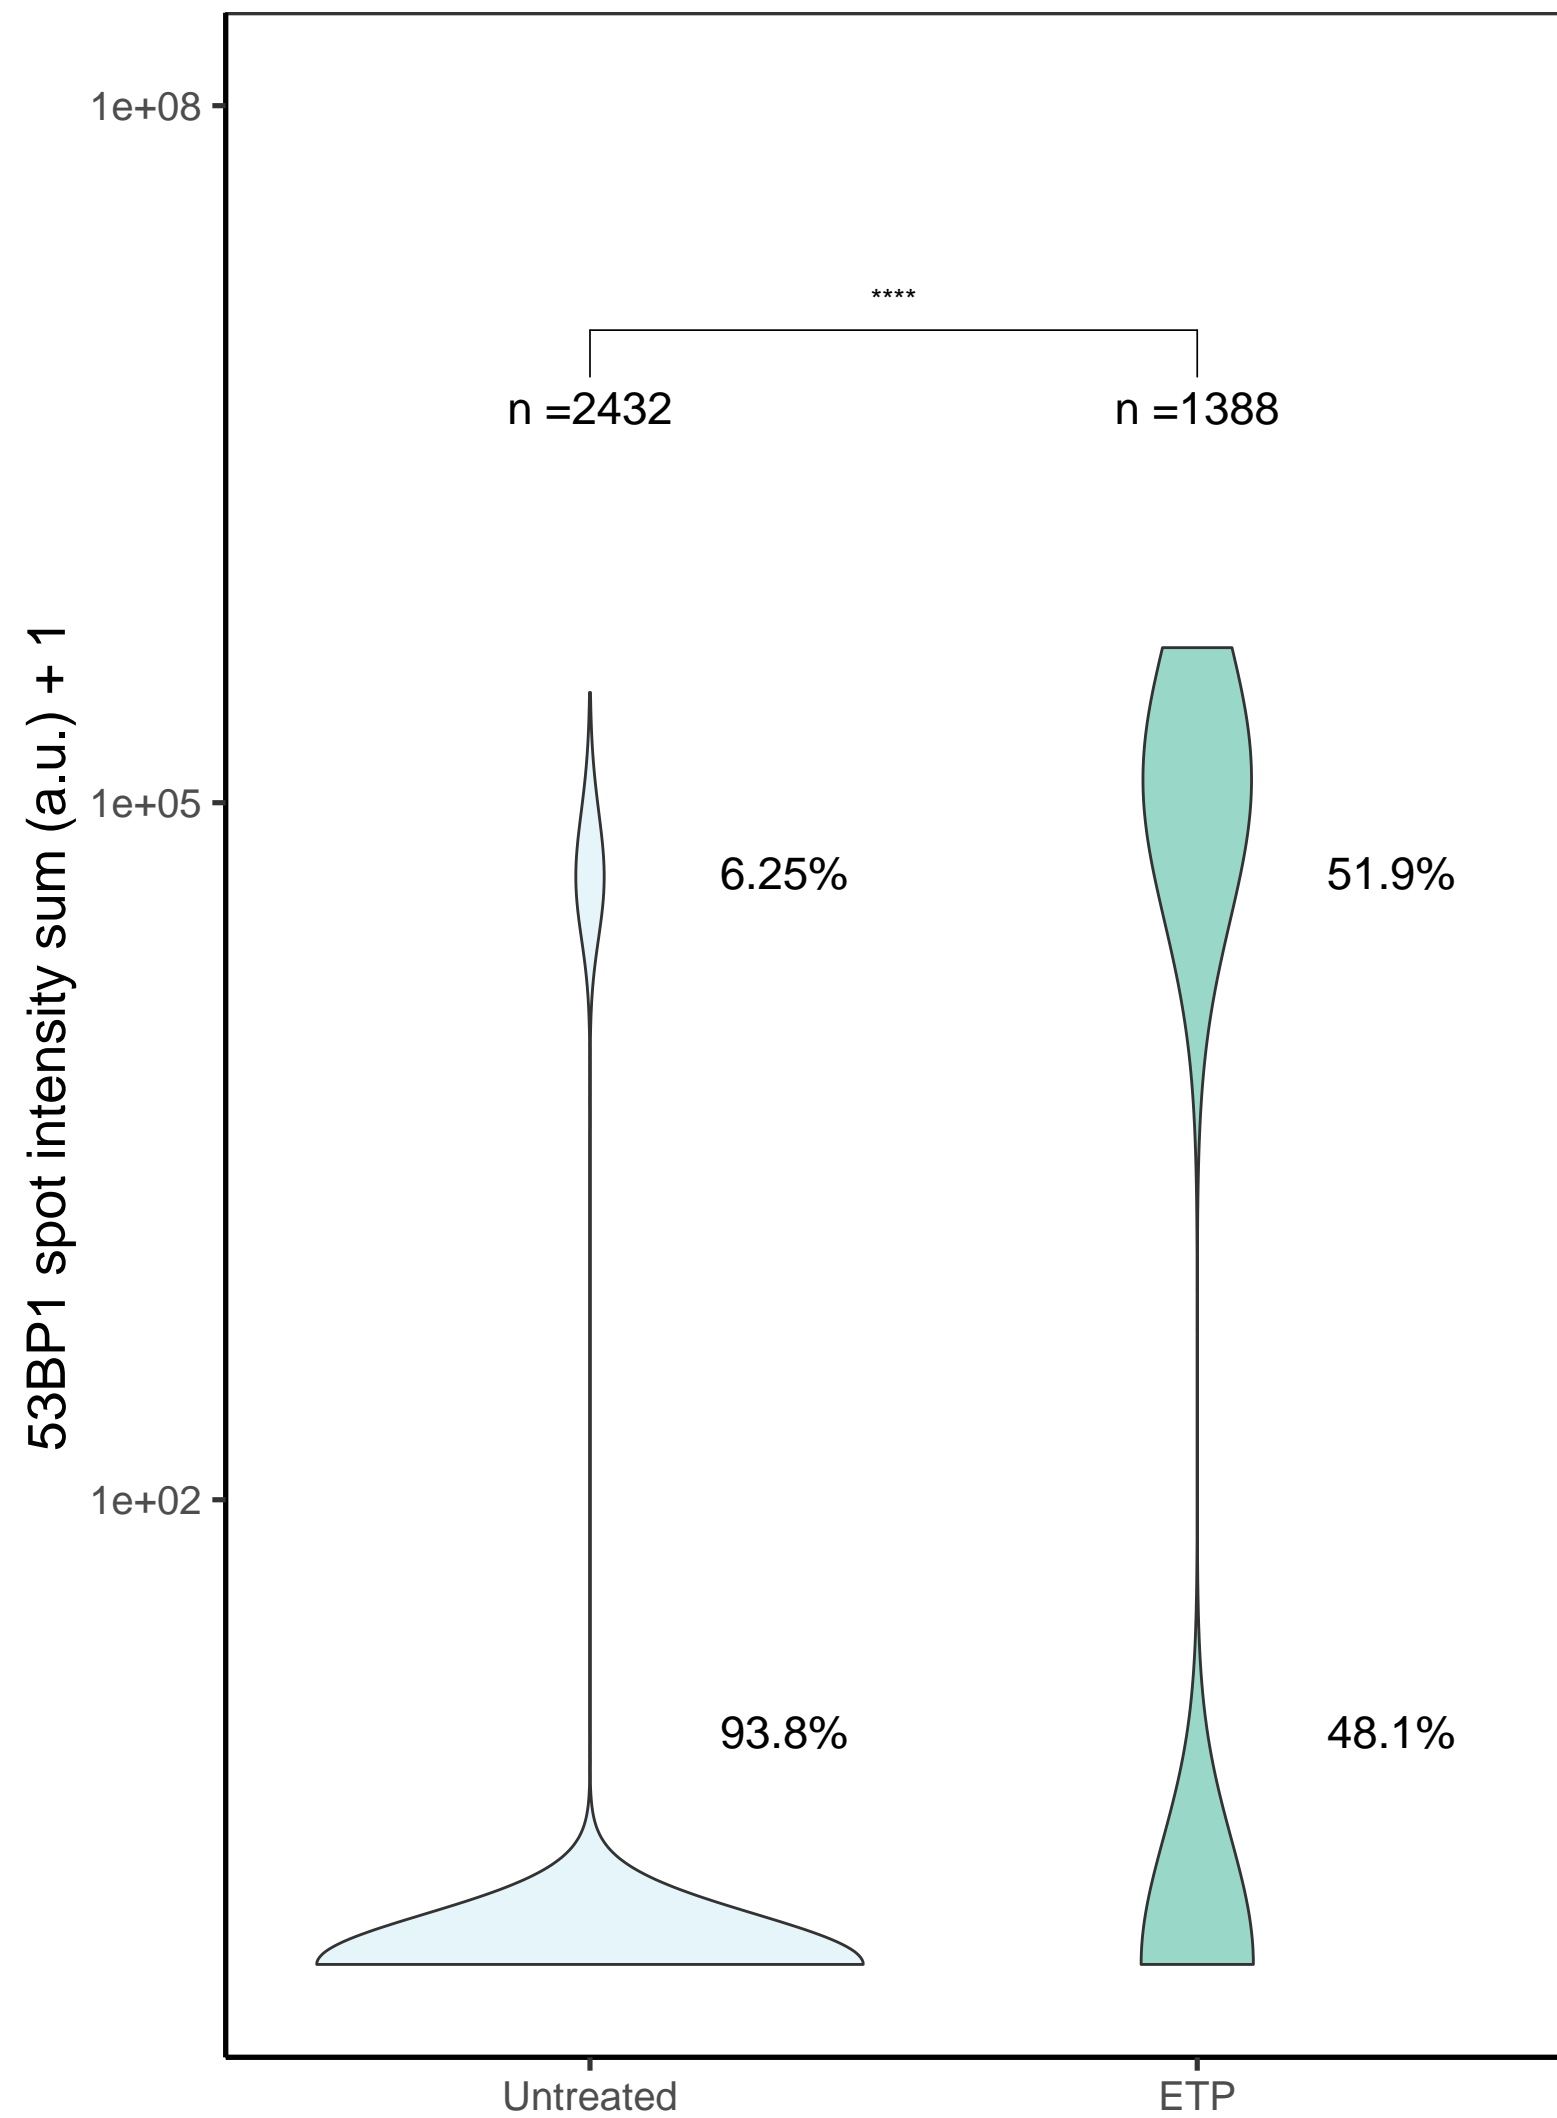 1e+08
****
n =2432
n =1388
53BP1 spot intensity sum (a.u.) + 1
1e+05
6.25%
51.9%
1e+02
93.8%
48.1%
Untreated
ETP